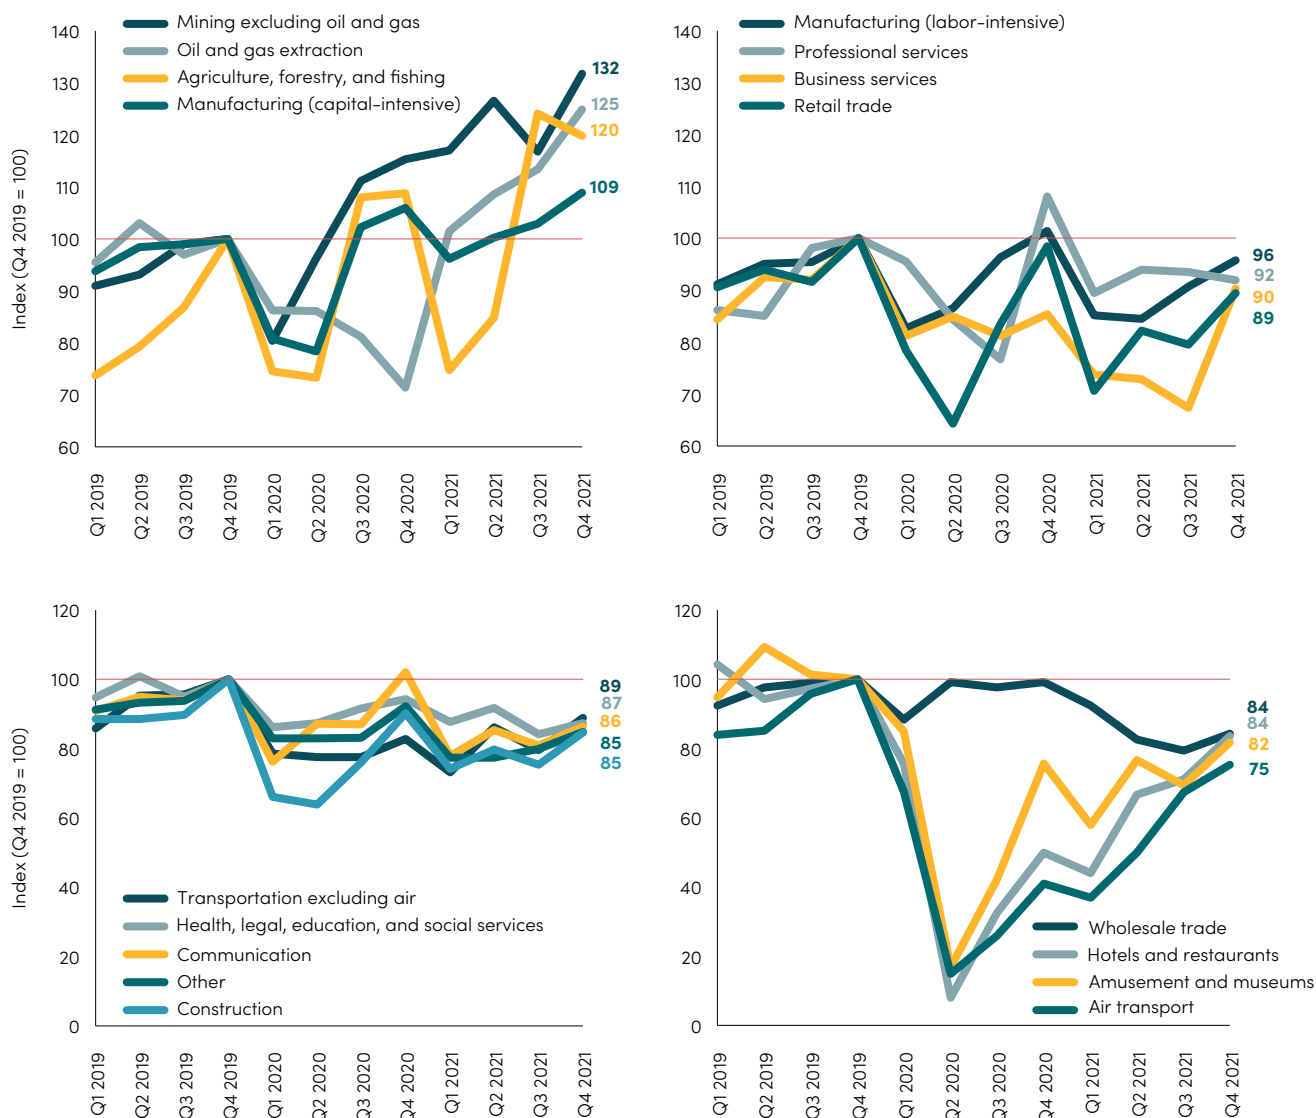 Mining excluding oil and gas
Oil and gas extraction
Agriculture, forestry, and fishing
Manufacturing (capital-intensive)
Index (Q4 2019 = 100)
140
130
120
110
100
90
80
70
60
132
125
120
109
Q1 2019
Q2 2019
Q3 2019
Q4 2019
Q1 2020
Q2 2020
Q3 2020
Q4 2020
Q1 2021
Q2 2021
Q3 2021
Q4 2021
Manufacturing (labor-intensive)
Professional services
Business services
Retail trade
140
130
120
110
100
90
80
70
60
96
92
90
89
Q1 2019
Q2 2019
Q3 2019
Q4 2019
Q1 2020
Q2 2020
Q3 2020
Q4 2020
Q1 2021
Q2 2021
Q3 2021
Q4 2021
Index (Q4 2019 = 100)
120
100
80
60
40
20
0
89
87
86
85
85
Transportation excluding air
Health, legal, education, and social services
Communication
Other
Construction
Q1 2019
Q2 2019
Q3 2019
Q4 2019
Q1 2020
Q2 2020
Q3 2020
Q4 2020
Q1 2021
Q2 2021
Q3 2021
Q4 2021
120
100
80
60
40
20
0
84
84
82
75
Wholesale trade
Hotels and restaurants
Amusement and museums
Air transport
Q1 2019
Q2 2019
Q3 2019
Q4 2019
Q1 2020
Q2 2020
Q3 2020
Q4 2020
Q1 2021
Q2 2021
Q3 2021
Q4 2021